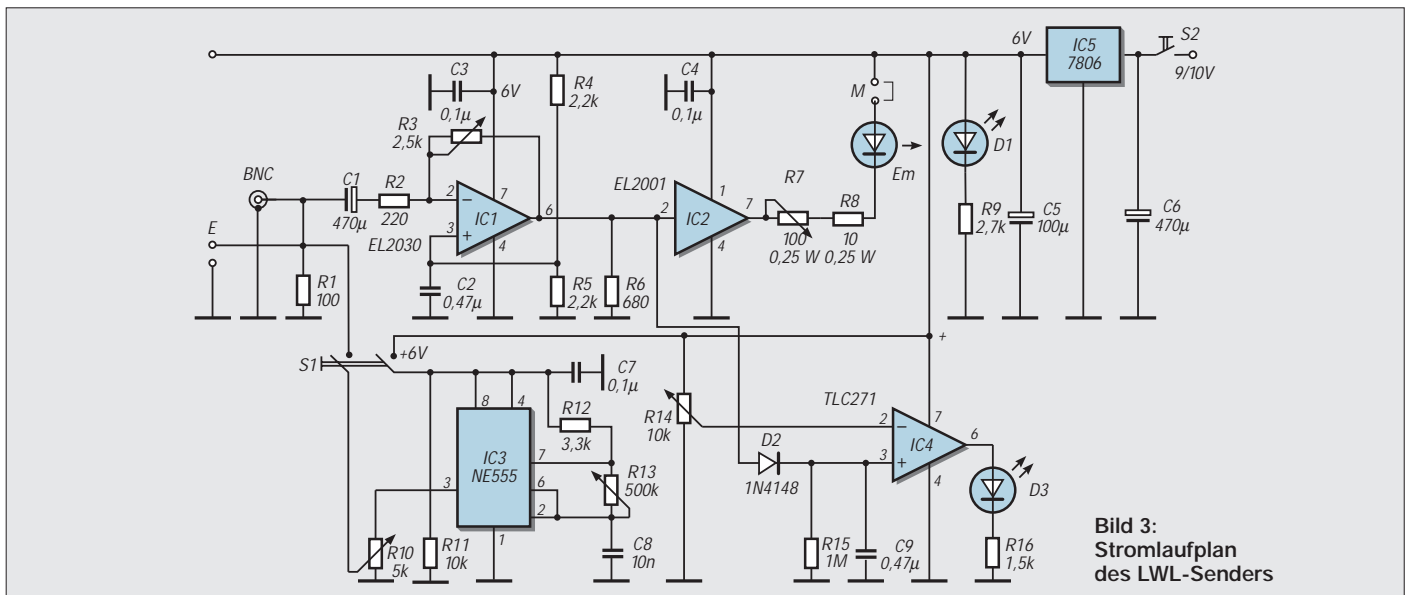 6V
IC5
7806
S2
9/10V
C3
0,1µ
6V
R4
2,2k
C4
0,1µ
M
R3
2,5k
Em
D1
BNC
C1
470µ
R2
220
2
3
7
6
4
IC1
EL2030
EL2001
2
1
7
4
IC2
R7
100
0,25 W
R8
10
0,25 W
R9
2,7k
C5
100µ
C6
470µ
E
R1
100
C2
0,47µ
R5
2,2k
R6
680
S1
+6V
+
C7
0,1µ
8
4
R12
3,3k
R14
10k
TLC271
2
3
7
6
4
IC4
D2
1N4148
IC3
NE555
3
7
6
2
1
R13
500k
D3
R10
5k
R11
10k
C8
10n
R15
1M
C9
0,47µ
R16
1,5k
Bild 3:
Stromlaufplan
des LWL-Senders